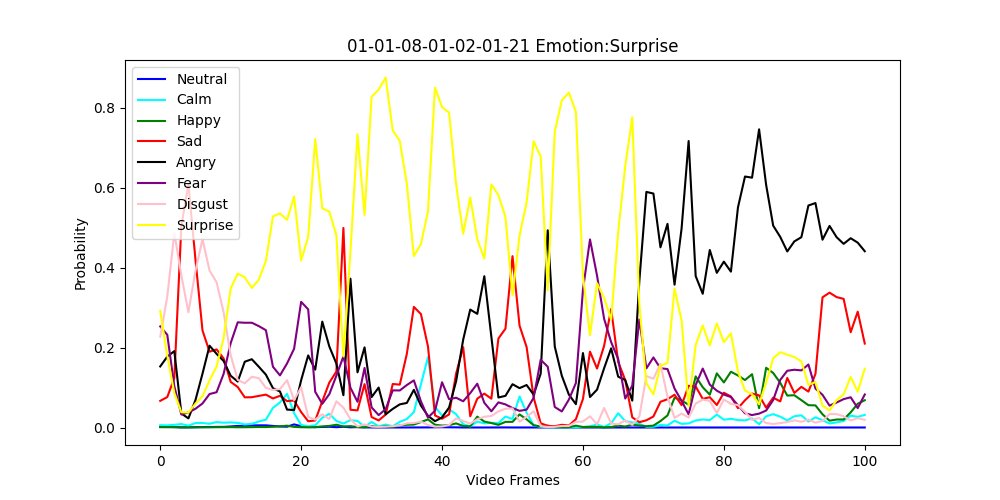 01-01-08-01-02-01-21 Emotion:Surprise
Neutral
Calm
Happy
Sad
Angry
Fear
Disgust
Surprise
0.8
0.6
0.4
0.2
0.0
Probability
0 20 40 60 80 100
Video Frames